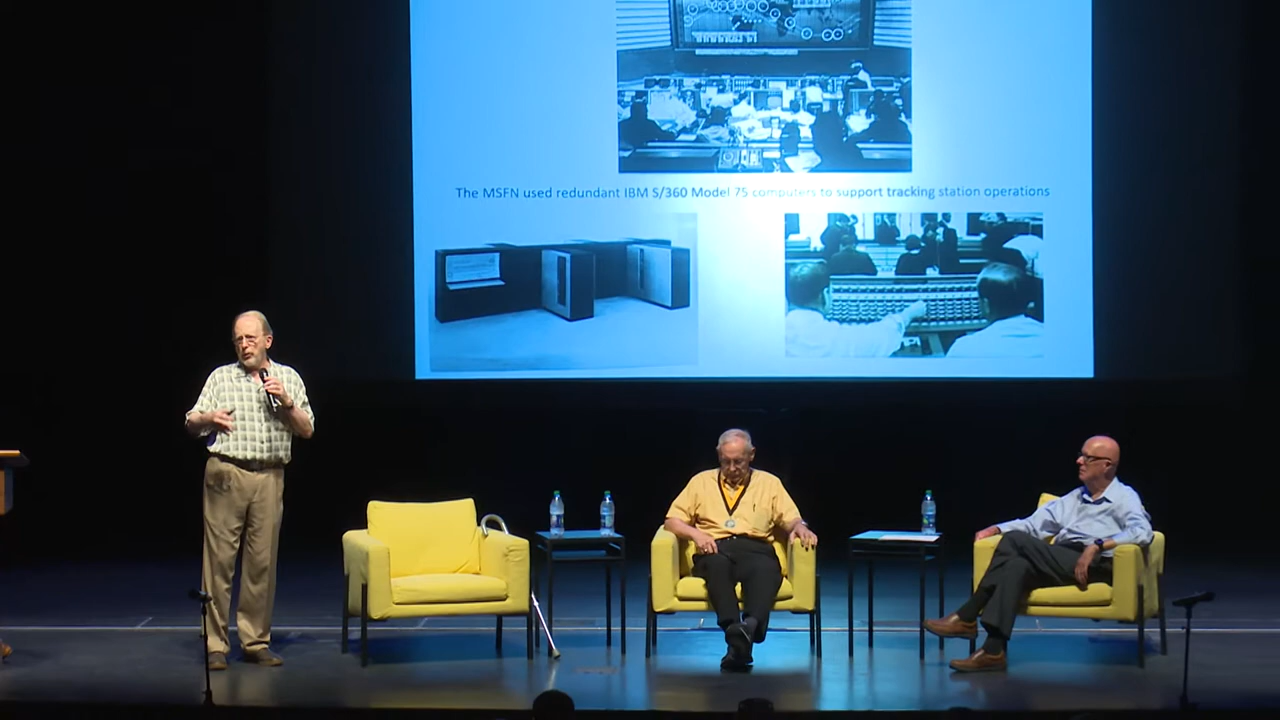 The MSFN used redundant IBM S/360 Model 75 computers to support tracking station operations